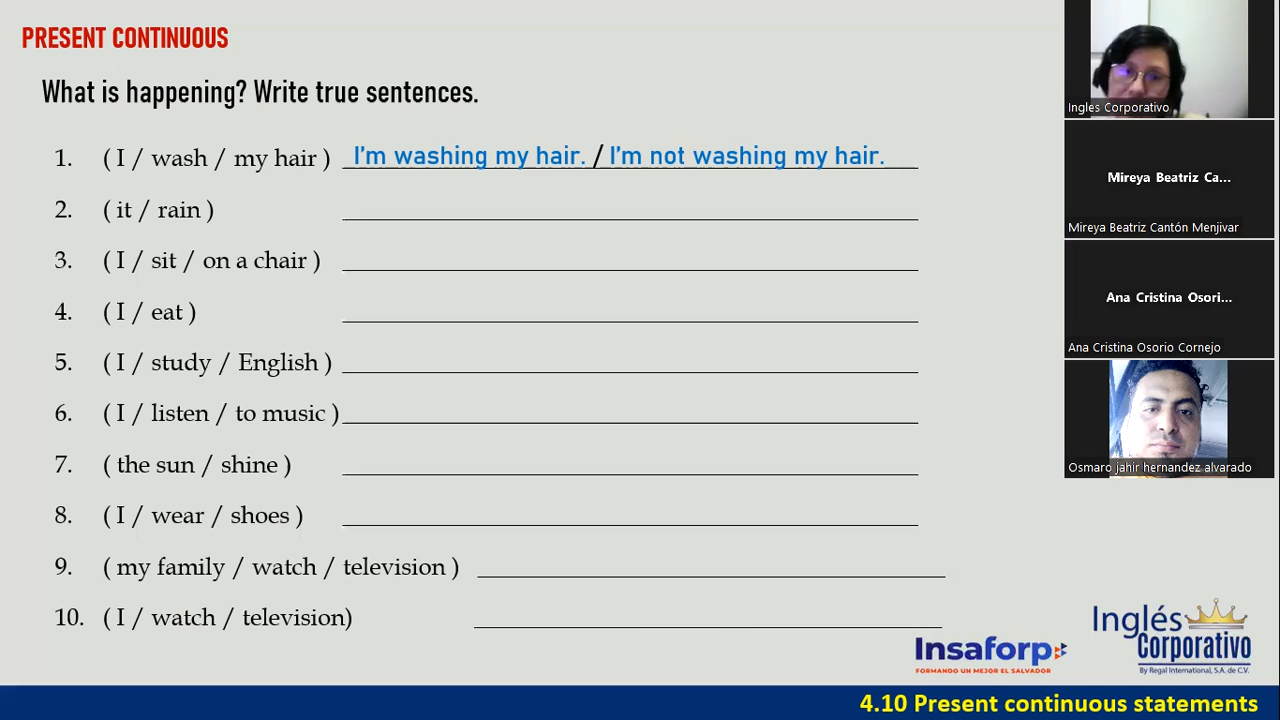 PRESENT CONTINUOUS
What is happening? Write true sentences.
1. ( I / wash / my hair ) I'm washing my hair. / I'm not washing my hair.
2. ( it / rain )
3. ( I / sit / on a chair )
4. ( I / eat )
5. ( I / study / English )
6. ( I / listen / to music )
7. ( the sun / shine )
8. ( I / wear / shoes )
9. ( my family / watch / television )
10. ( I / watch / television)
Ingles Corporativo
Mireya Beatriz Ca...
Mireya Beatriz Cantón Menjivar
Ana Cristina Osori...
Ana Cristina Osorio Cornejo
Osmaro jahir hernandez alvarado
Insaforp
FORMANDO UN MEJOR EL SALVADOR
Inglés
Corporativo
By Regal International, S.A. de C.V.
4.10 Present continuous statements